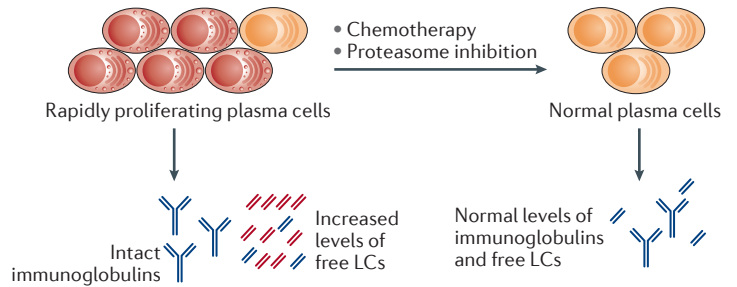 • Chemotherapy
• Proteasome inhibition
Rapidly proliferating plasma cells
Normal plasma cells
Intact
immunoglobulins
Increased
levels of
free LCs
Normal levels of
immunoglobulins
and free LCs